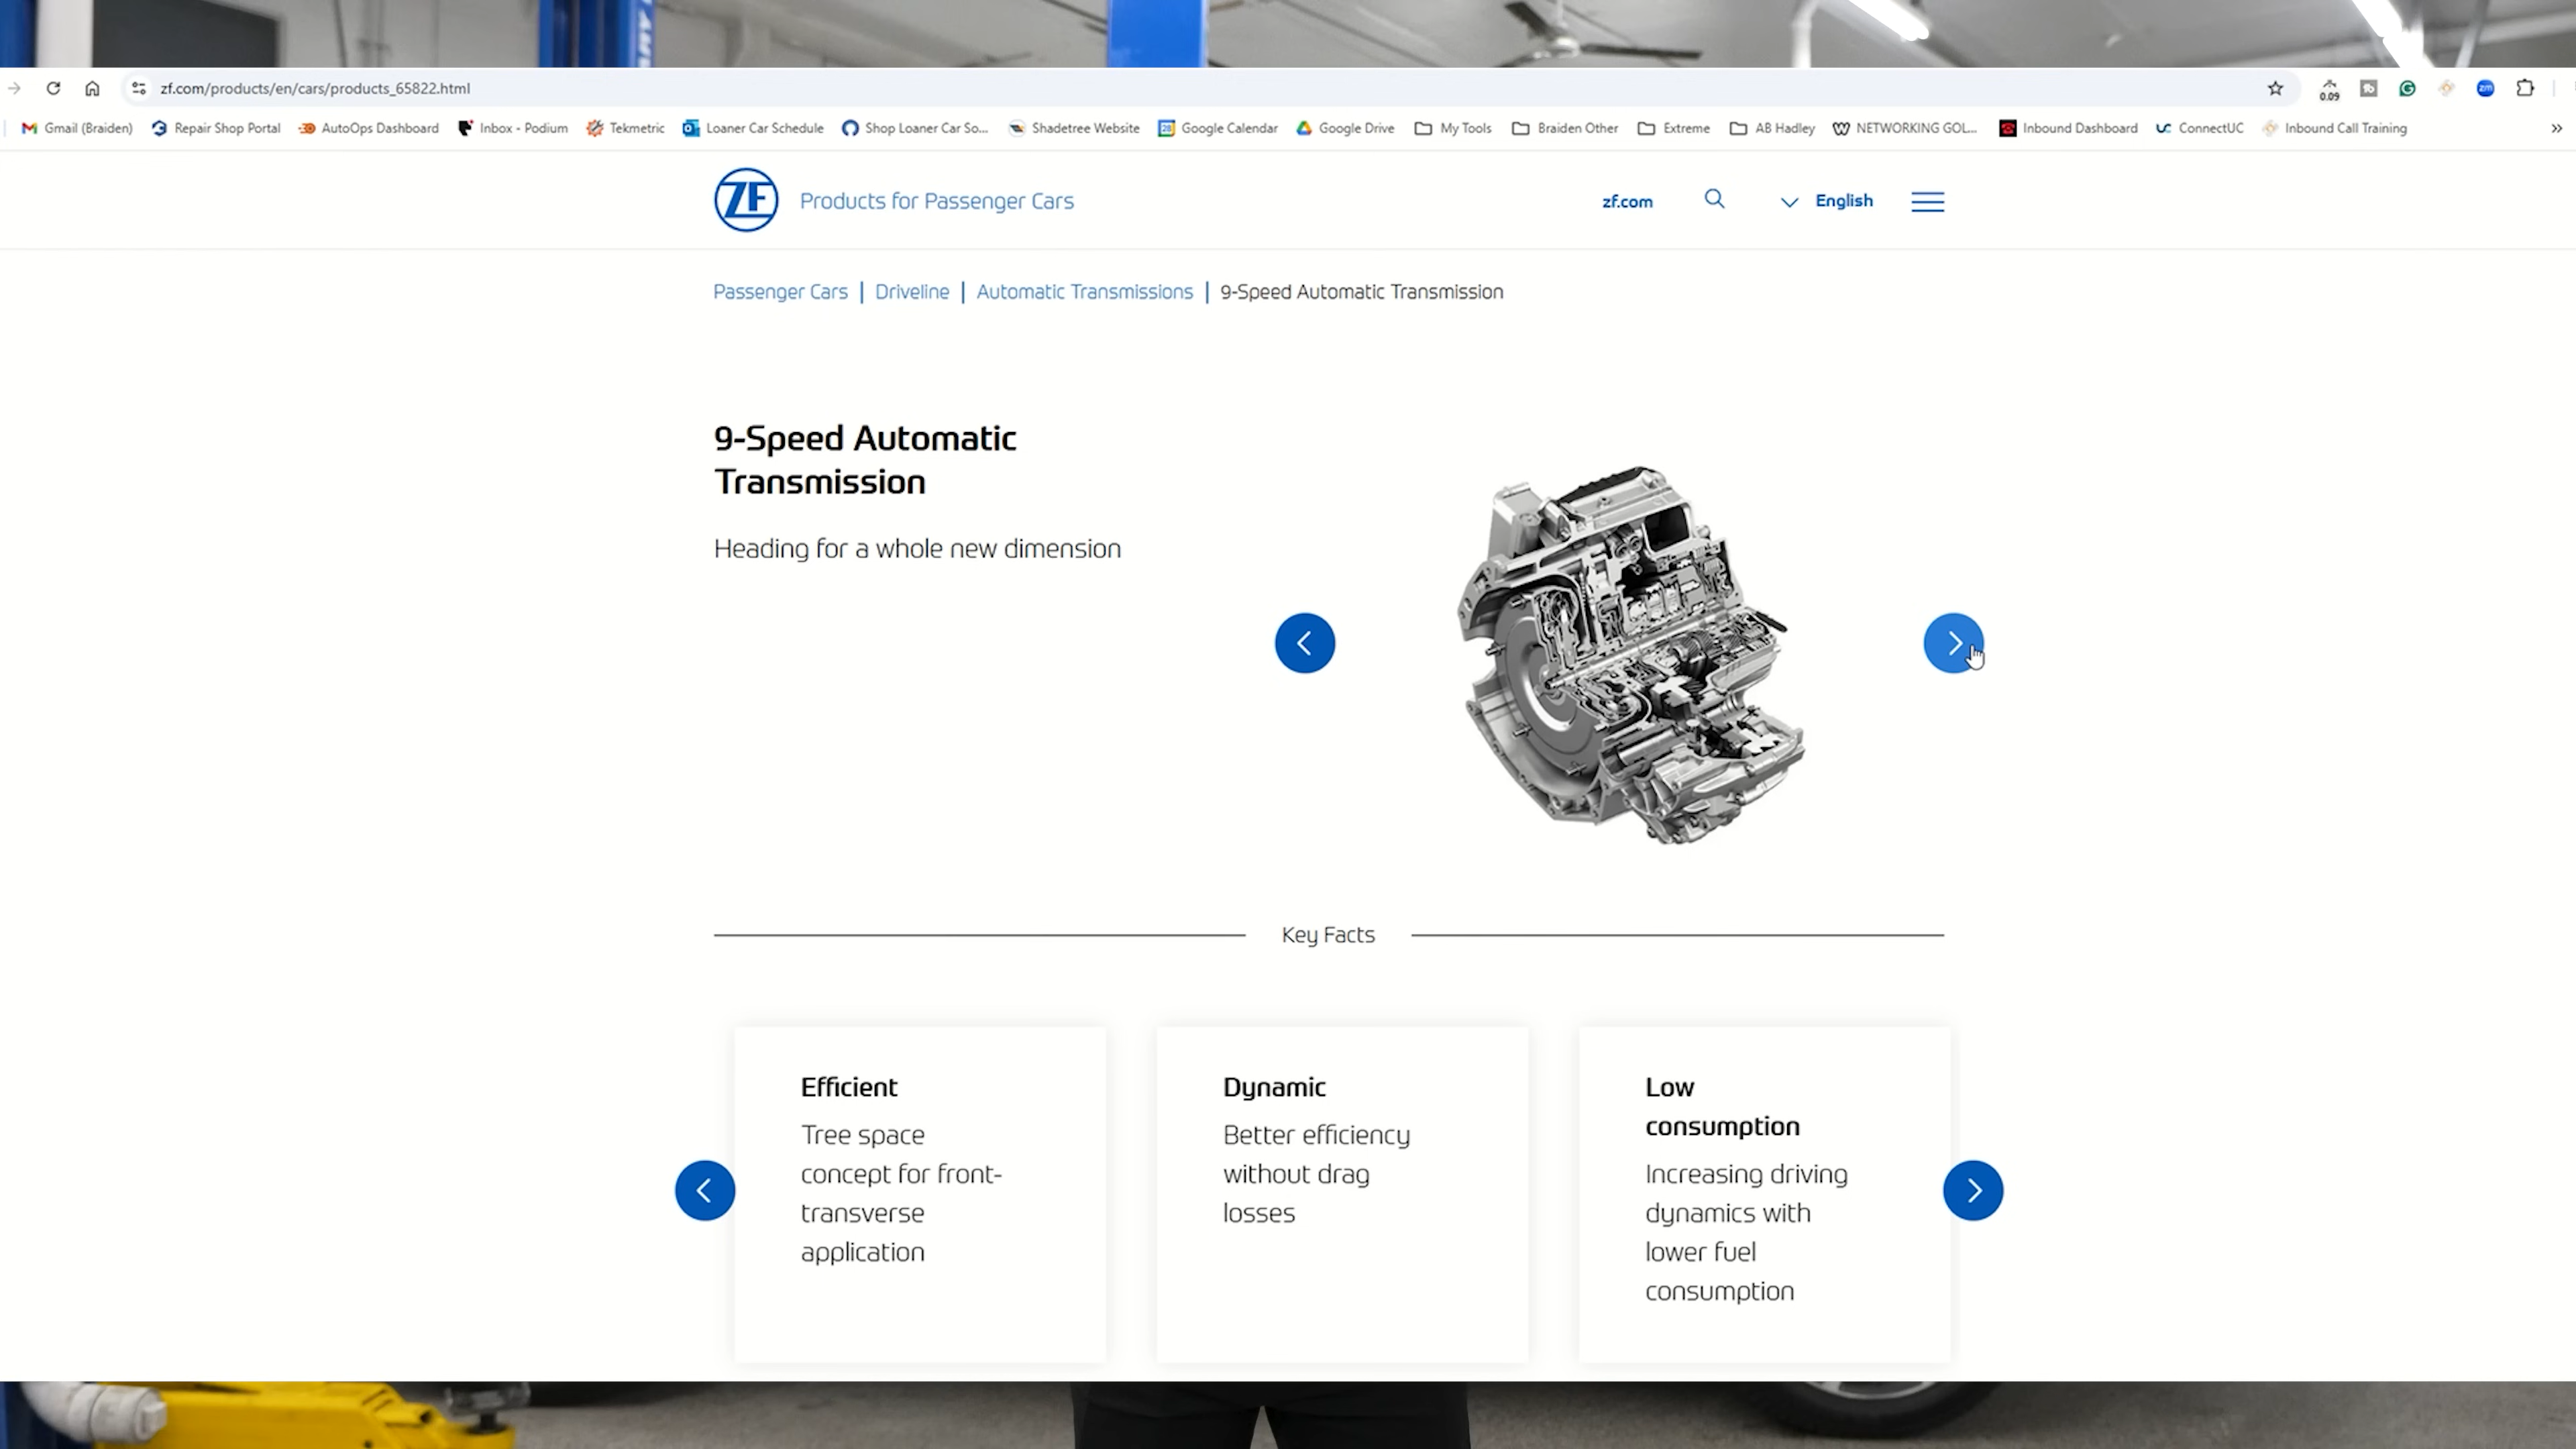 zf.com/products/en/cars/products_65822.html
0.09
zm
Gmail (Braiden) Repair Shop Portal AutoOps Dashboard Inbox - Podium Tekmetric Loaner Car Schedule Shop Loaner Car So... Shadetree Website Google Calendar Google Drive My Tools Braiden Other Extreme AB Hadley NETWORKING GOL... Inbound Dashboard ConnectUC Inbound Call Training
ZF Products for Passenger Cars zf.com English
Passenger Cars | Driveline | Automatic Transmissions | 9-Speed Automatic Transmission
9-Speed Automatic
Transmission
Heading for a whole new dimension
Key Facts
Efficient
Tree space
concept for front-
transverse
application
Dynamic
Better efficiency
without drag
losses
Low
consumption
Increasing driving
dynamics with
lower fuel
consumption